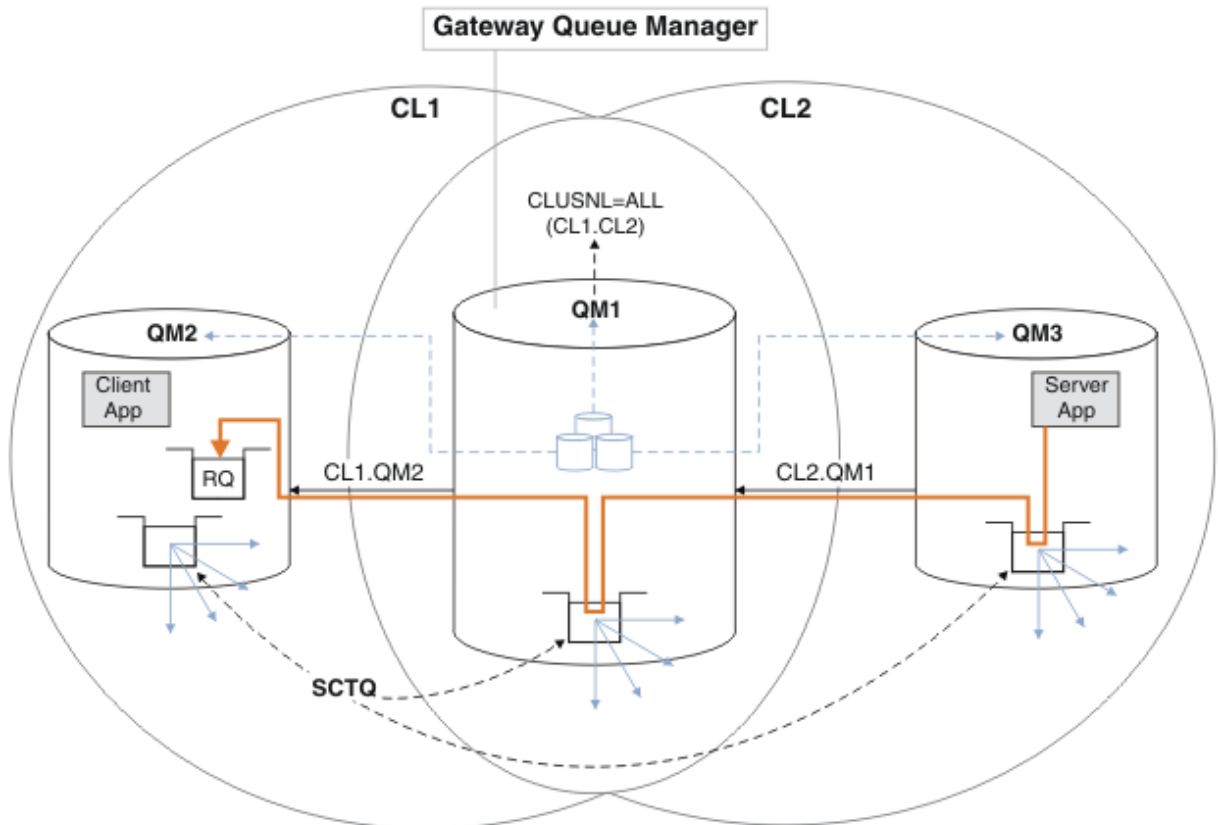 Gateway Queue Manager
CL1
CL2
CLUSNL=ALL
(CL1.CL2)
QM1
QM2
QM3
Client
App
Server
App
RQ
CL1.QM2
CL2.QM1
SCTQ